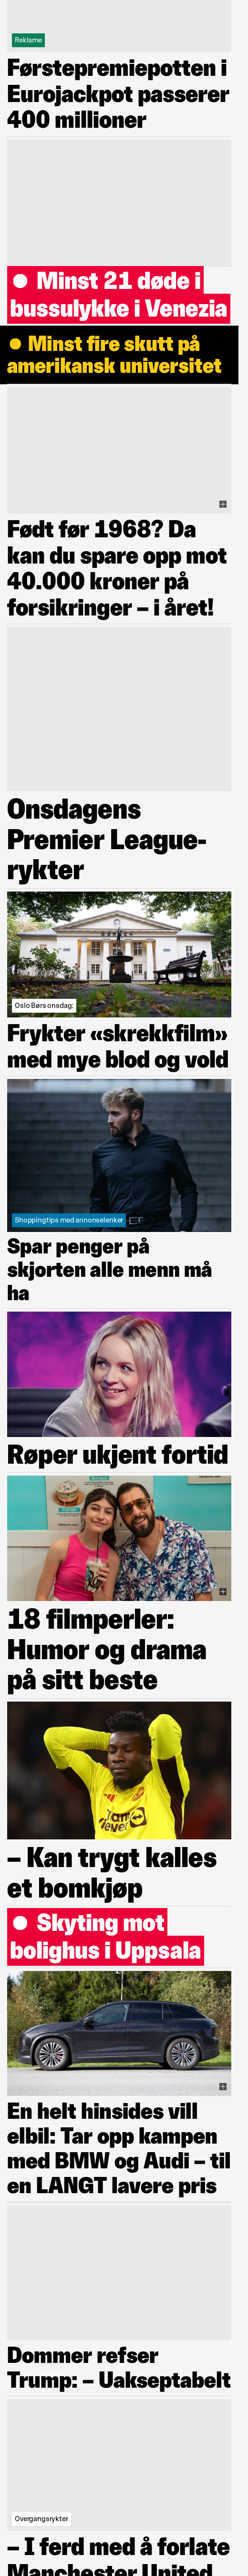 Reklame
Førstepremiepotten i
Eurojackpot passerer
400 millioner
Minst 21 døde i
bussulykke i Venezia
Minst fire skutt på
amerikansk universitet
Født før 1968? Da
kan du spare opp mot
40.000 kroner på
forsikringer – i året!
Onsdagens
Premier League-
rykter
Oslo Børs onsdag:
Frykter «skrekkfilm»
med mye blod og vold
Shoppingtips med annonselenker
Spar penger på
skjorten alle menn må
ha
Røper ukjent fortid
18 filmperler:
Humor og drama
på sitt beste
– Kan trygt kalles
et bomkjøp
Skyting mot
bolighus i Uppsala
En helt hinsides vill
elbil: Tar opp kampen
med BMW og Audi – til
en LANGT lavere pris
Dommer refser
Trump: – Uakseptabelt
Overgangsrykter
– I ferd med å forlate
Manchester United